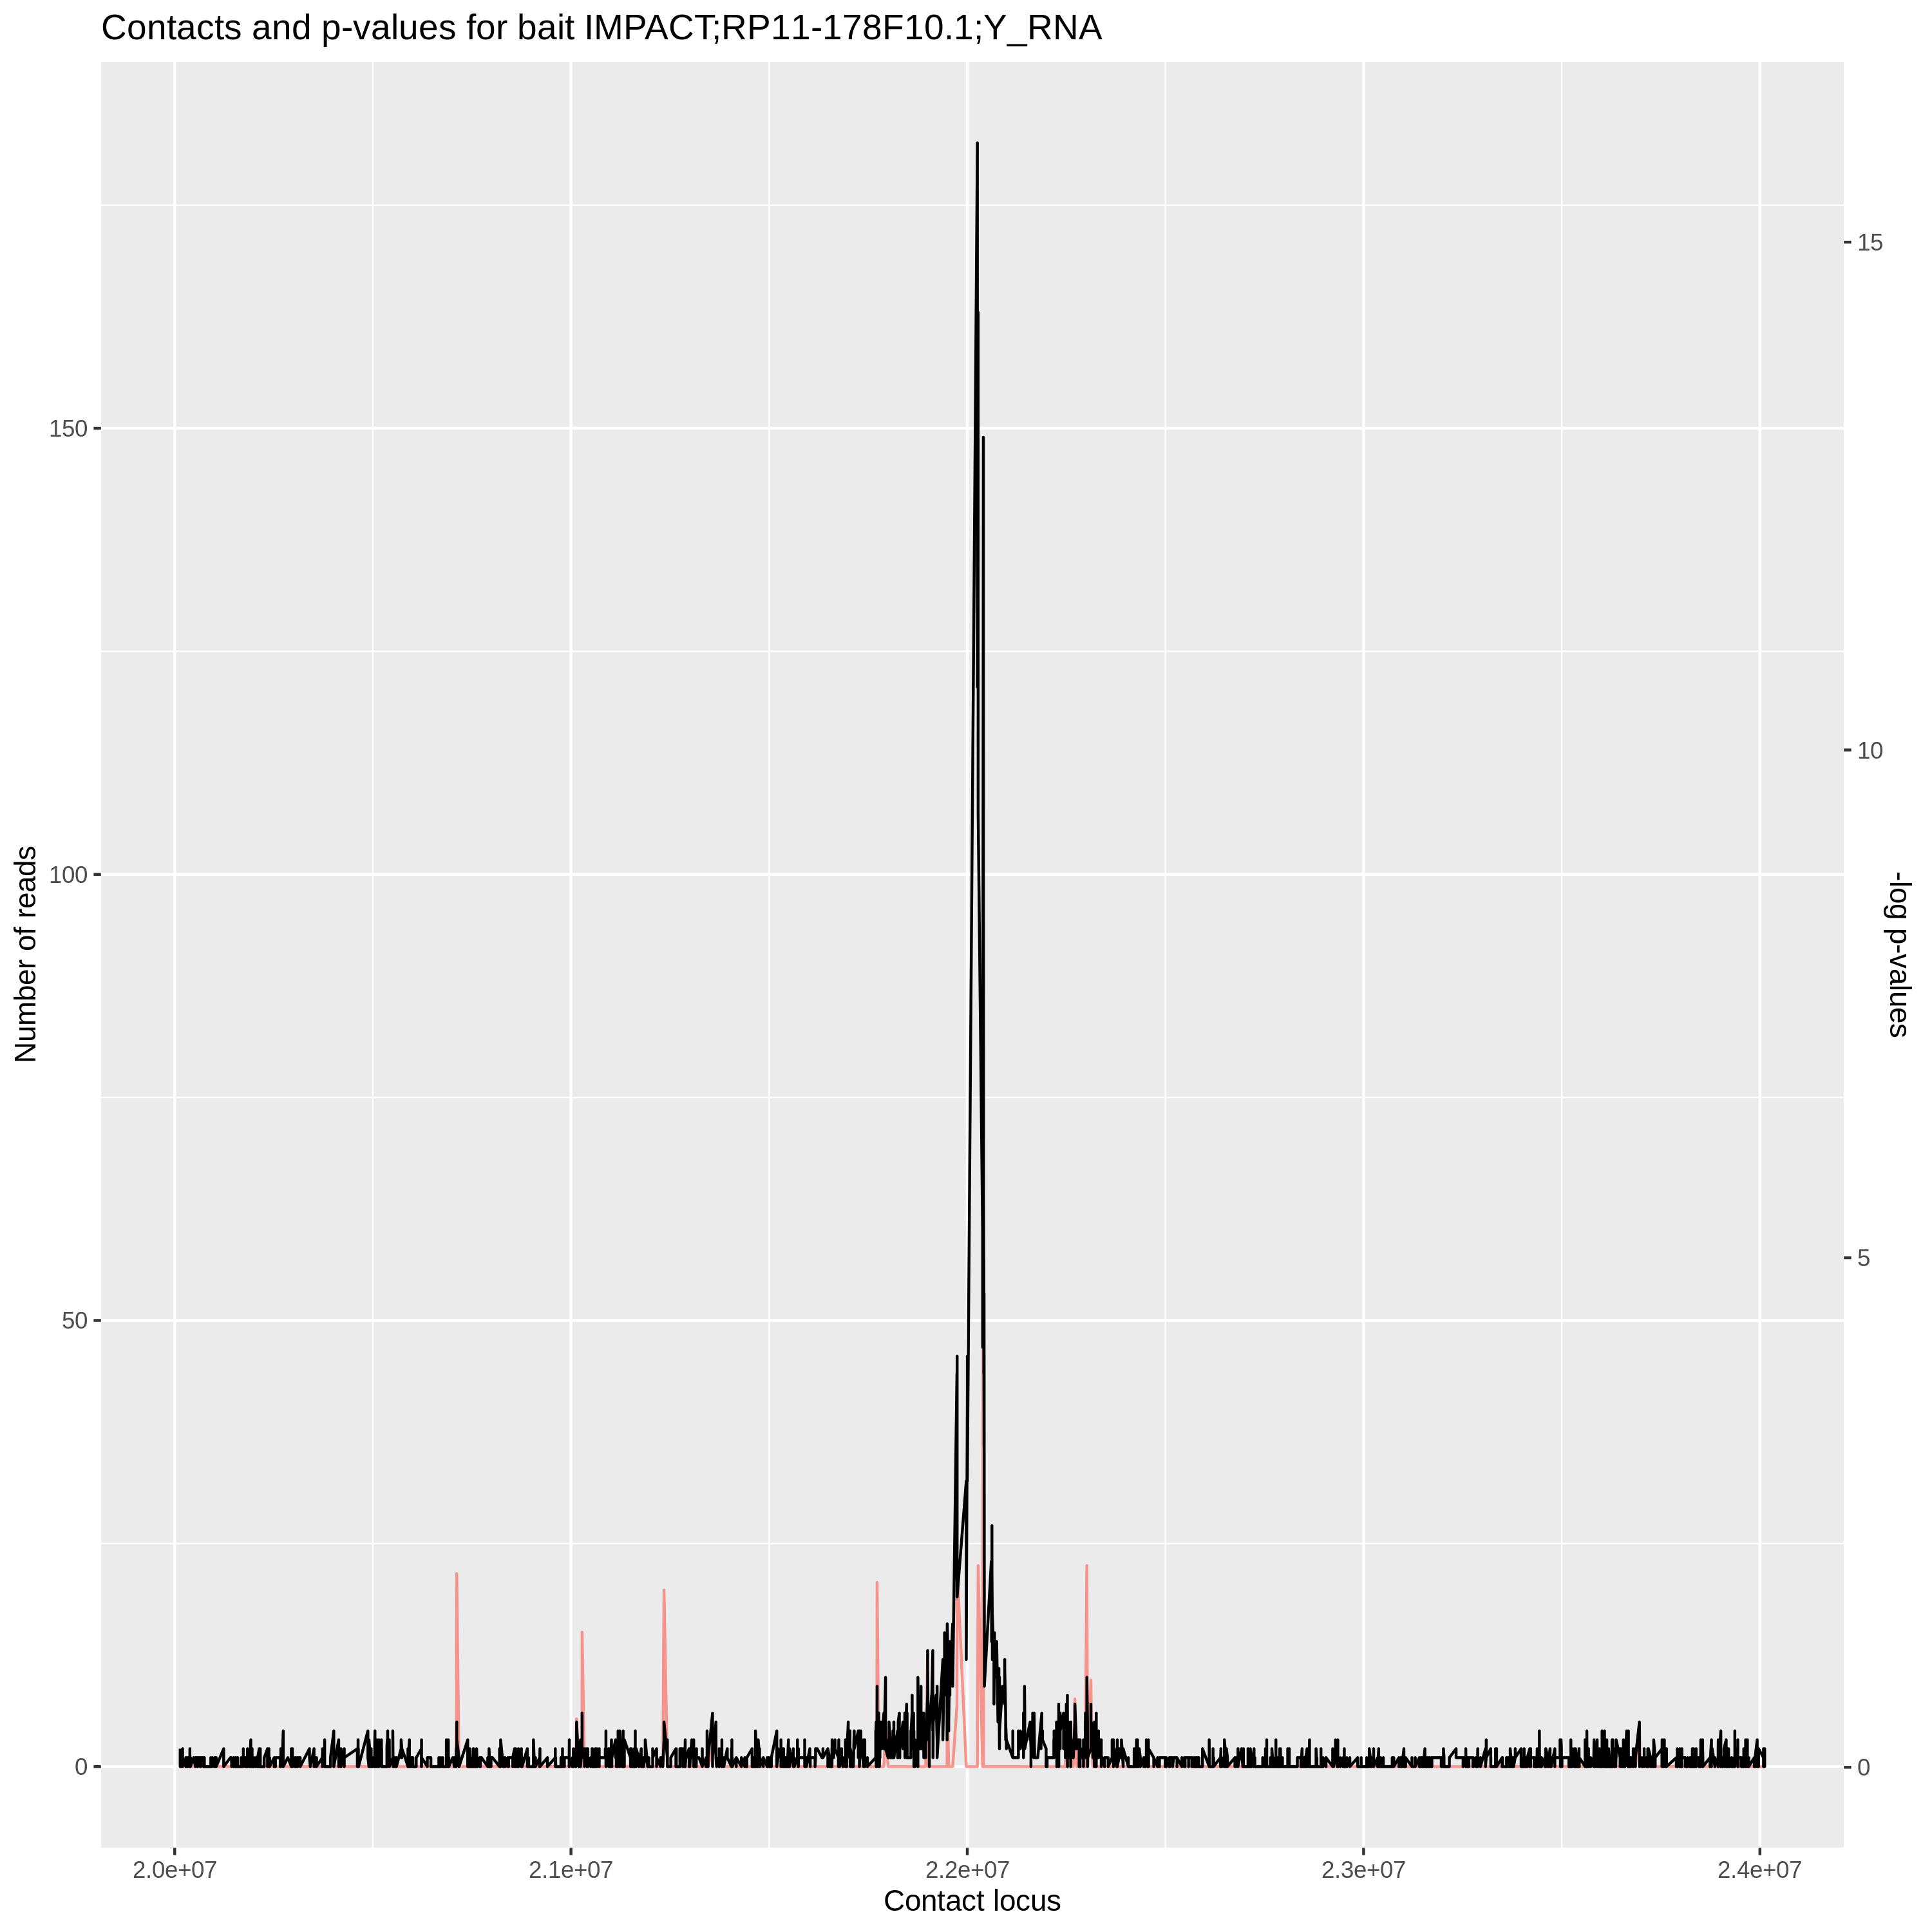 Contacts and p-values for bait IMPACT;RP11-178F10.1;Y_RNA
Number of reads
150
100
50
0
15
10
5
0
-log p-values
2.0e+07 2.1e+07 2.2e+07 2.3e+07 2.4e+07
Contact locus